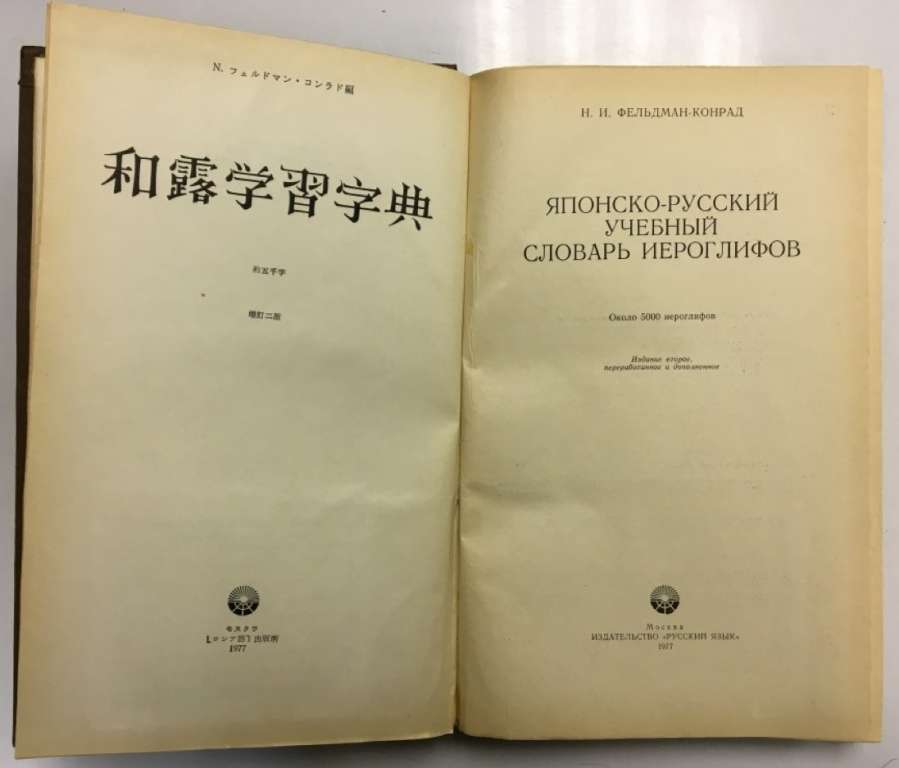 N. フェルドマン・コンラド編
和露学習字典
約五千字
増訂二版
モスクワ
「ロシア語」出版所
1977
Н. И. ФЕЛЬДМАН-КОНРАД
ЯПОНСКО-РУССКИЙ
УЧЕБНЫЙ
СЛОВАРЬ ИЕРОГЛИФОВ
Около 5000 иероглифов
Издание второе,
переработанное и дополненное
Москва
ИЗДАТЕЛЬСТВО «РУССКИЙ ЯЗЫК»
1977